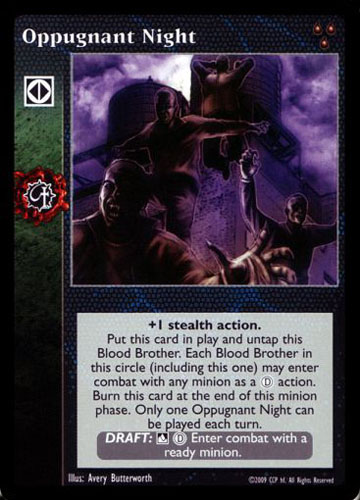 Oppugnant Night
+1 stealth action.
Put this card in play and untap this
Blood Brother. Each Blood Brother in
this circle (including this one) may enter
combat with any minion as a Ⓓ action.
Burn this card at the end of this minion
phase. Only one Oppugnant Night can
be played each turn.
DRAFT: Ⓓ Enter combat with a
ready minion.
Illus: Avery Butterworth ©2009 CCP hf. All Rights Reserved